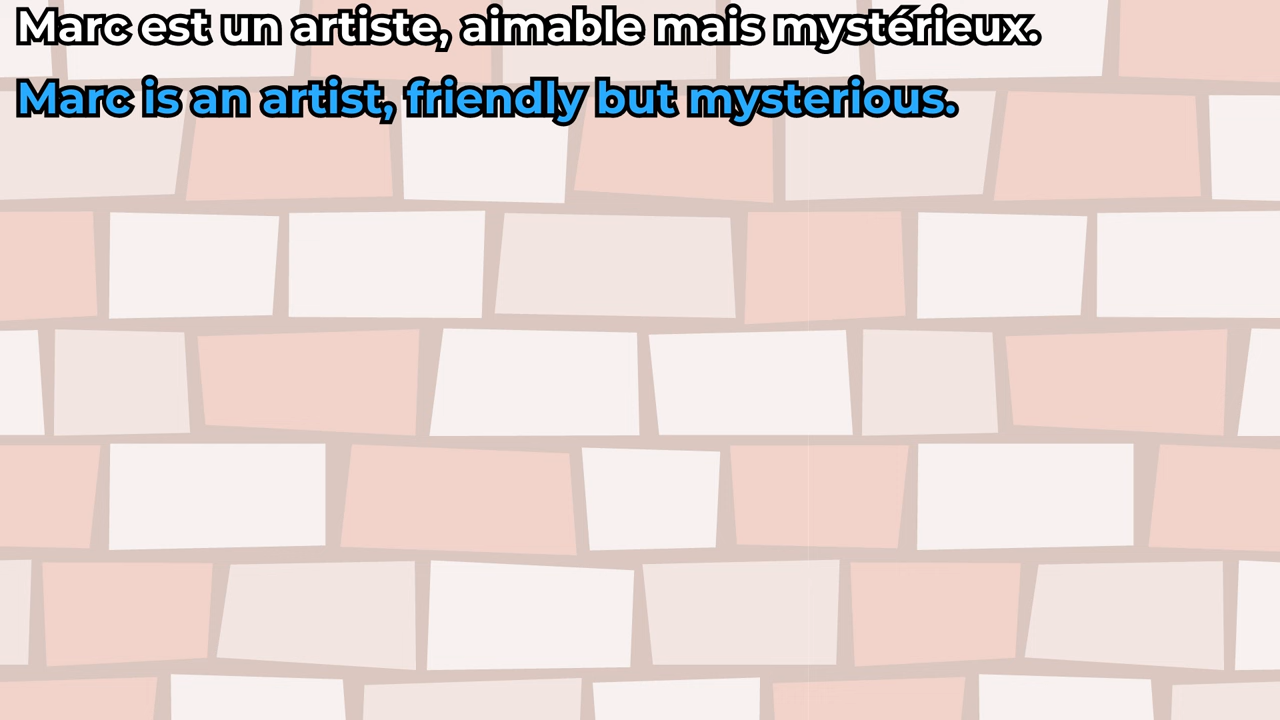 Marc est un artiste, aimable mais mystérieux.
Marc is an artist, friendly but mysterious.